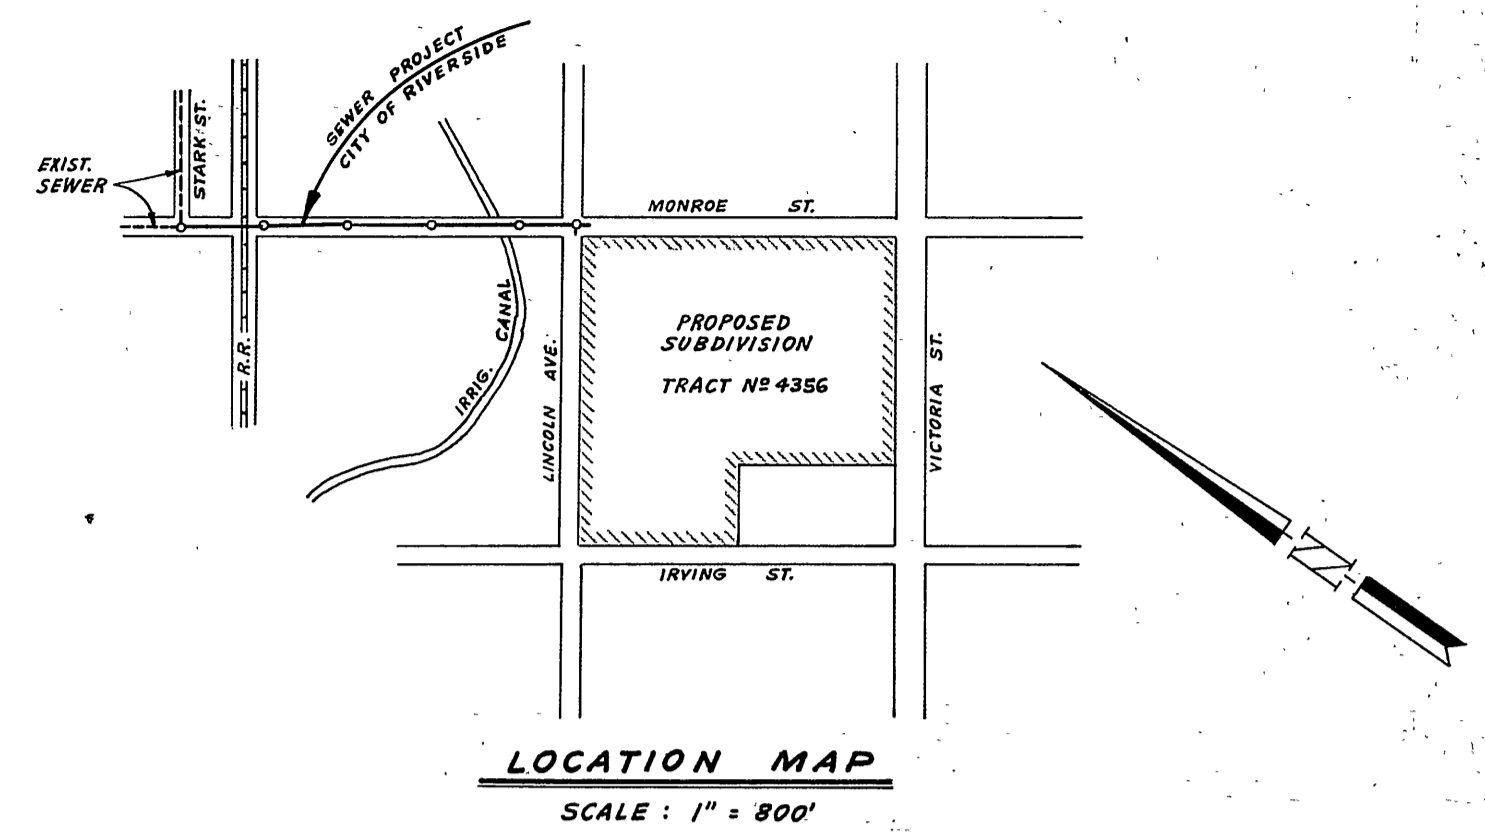 SEWER PROJECT
CITY OF RIVERSIDE
STARK ST.
EXIST.
SEWER
MONROE ST.
R.R.
IRRIG. CANAL
LINCOLN AVE.
PROPOSED
SUBDIVISION
TRACT Nº 4356
VICTORIA ST.
IRVING ST.
N
LOCATION MAP
SCALE : 1" = 800'